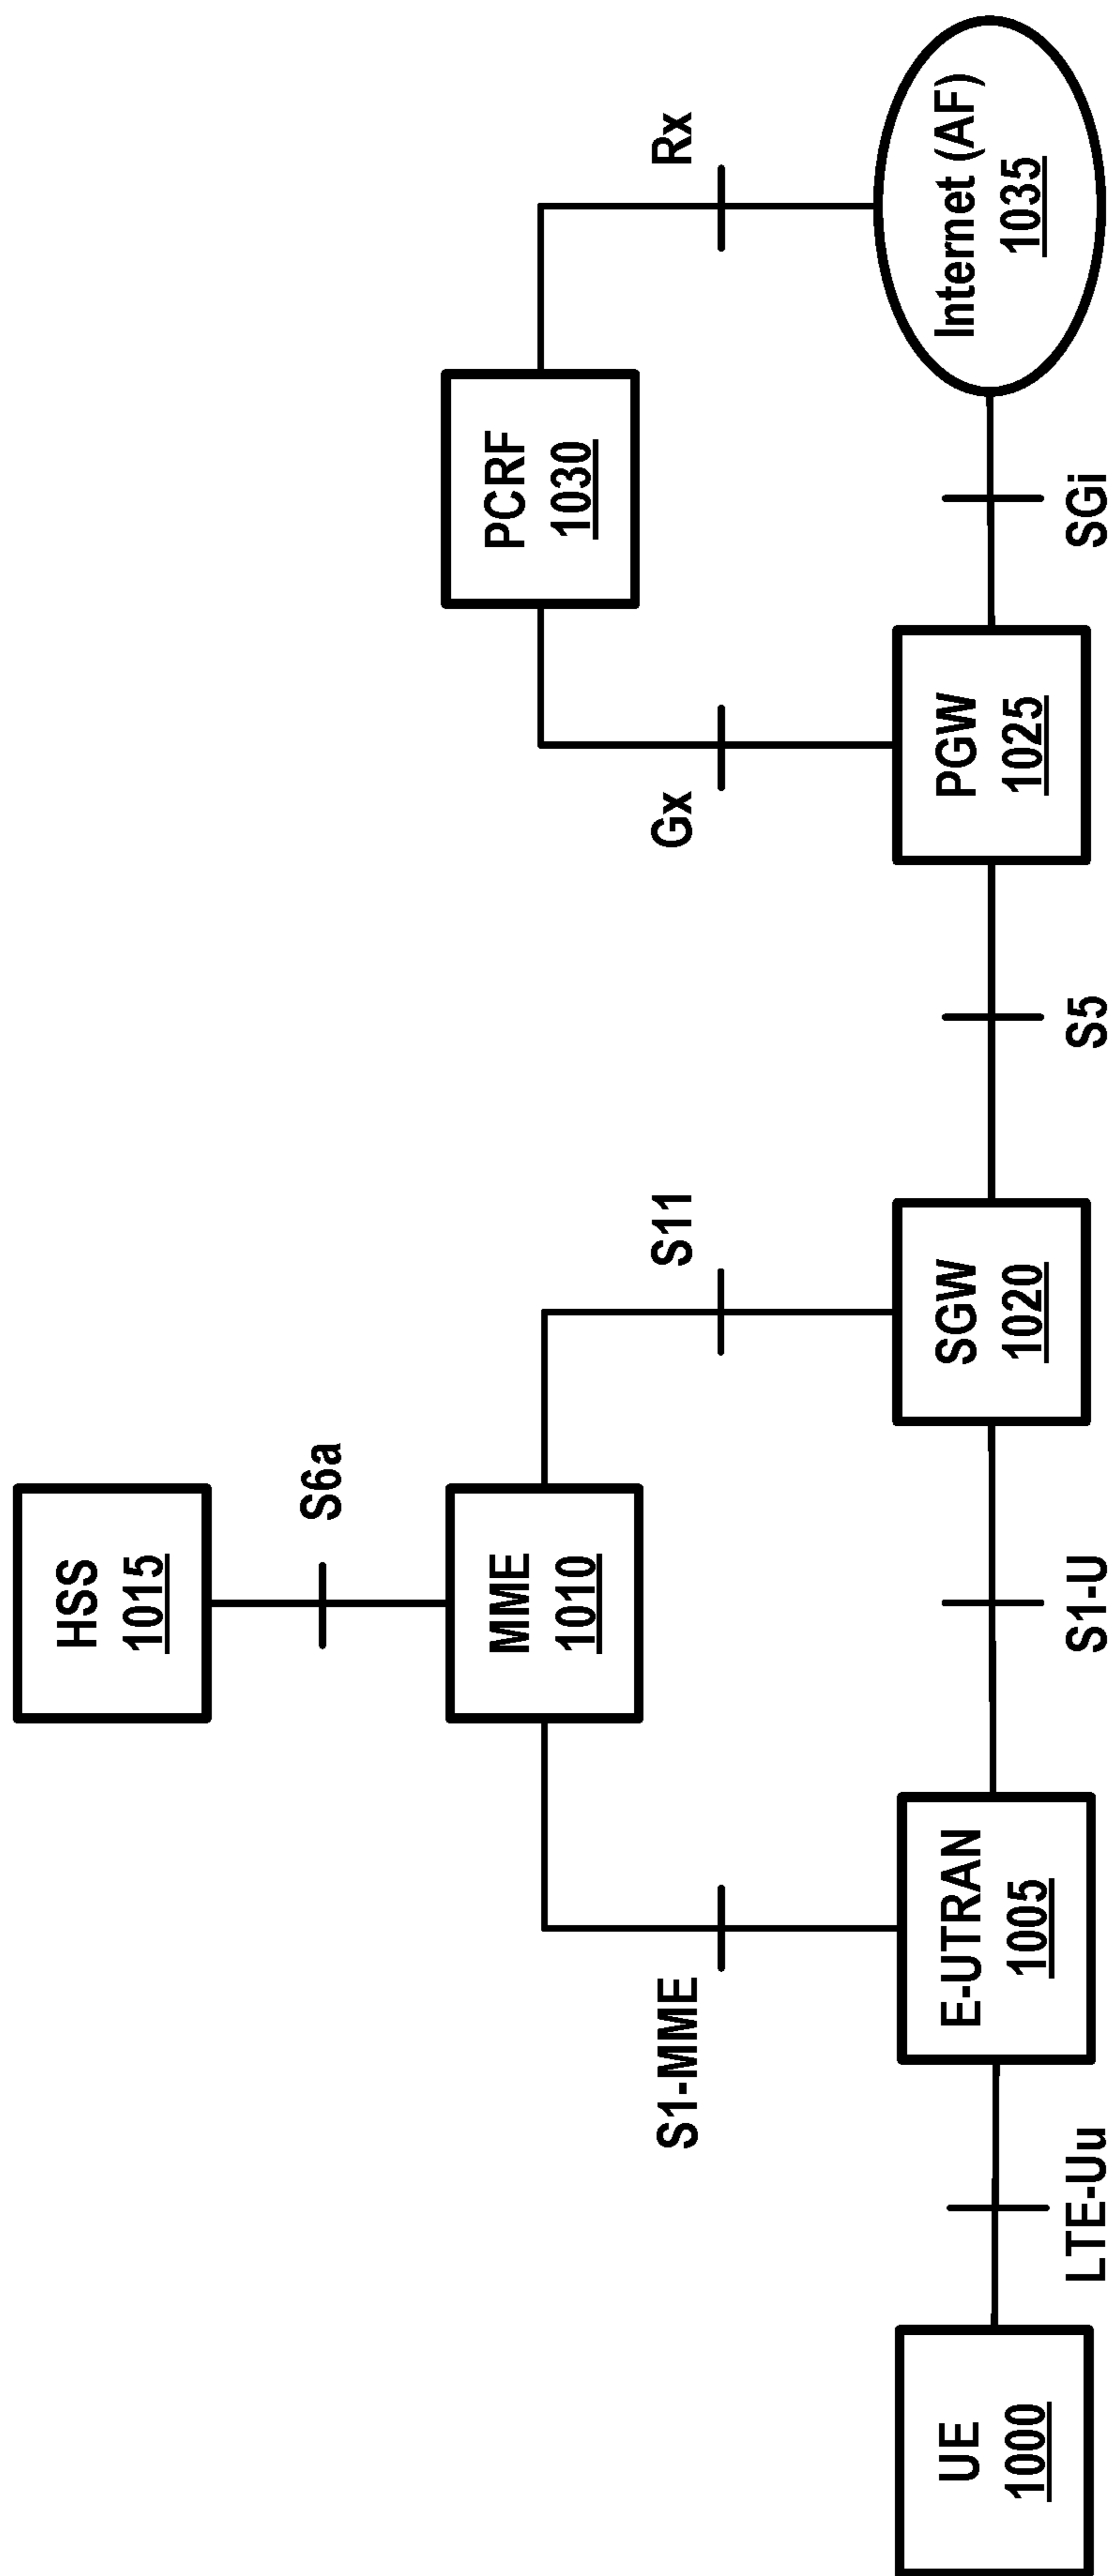 HSS
1015
S6a
MME
1010
PCRF
1030
S1-MME
S11
Gx
Rx
UE
1000
E-UTRAN
1005
SGW
1020
PGW
1025
Internet (AF)
1035
LTE-Uu
S1-U
S5
SGi